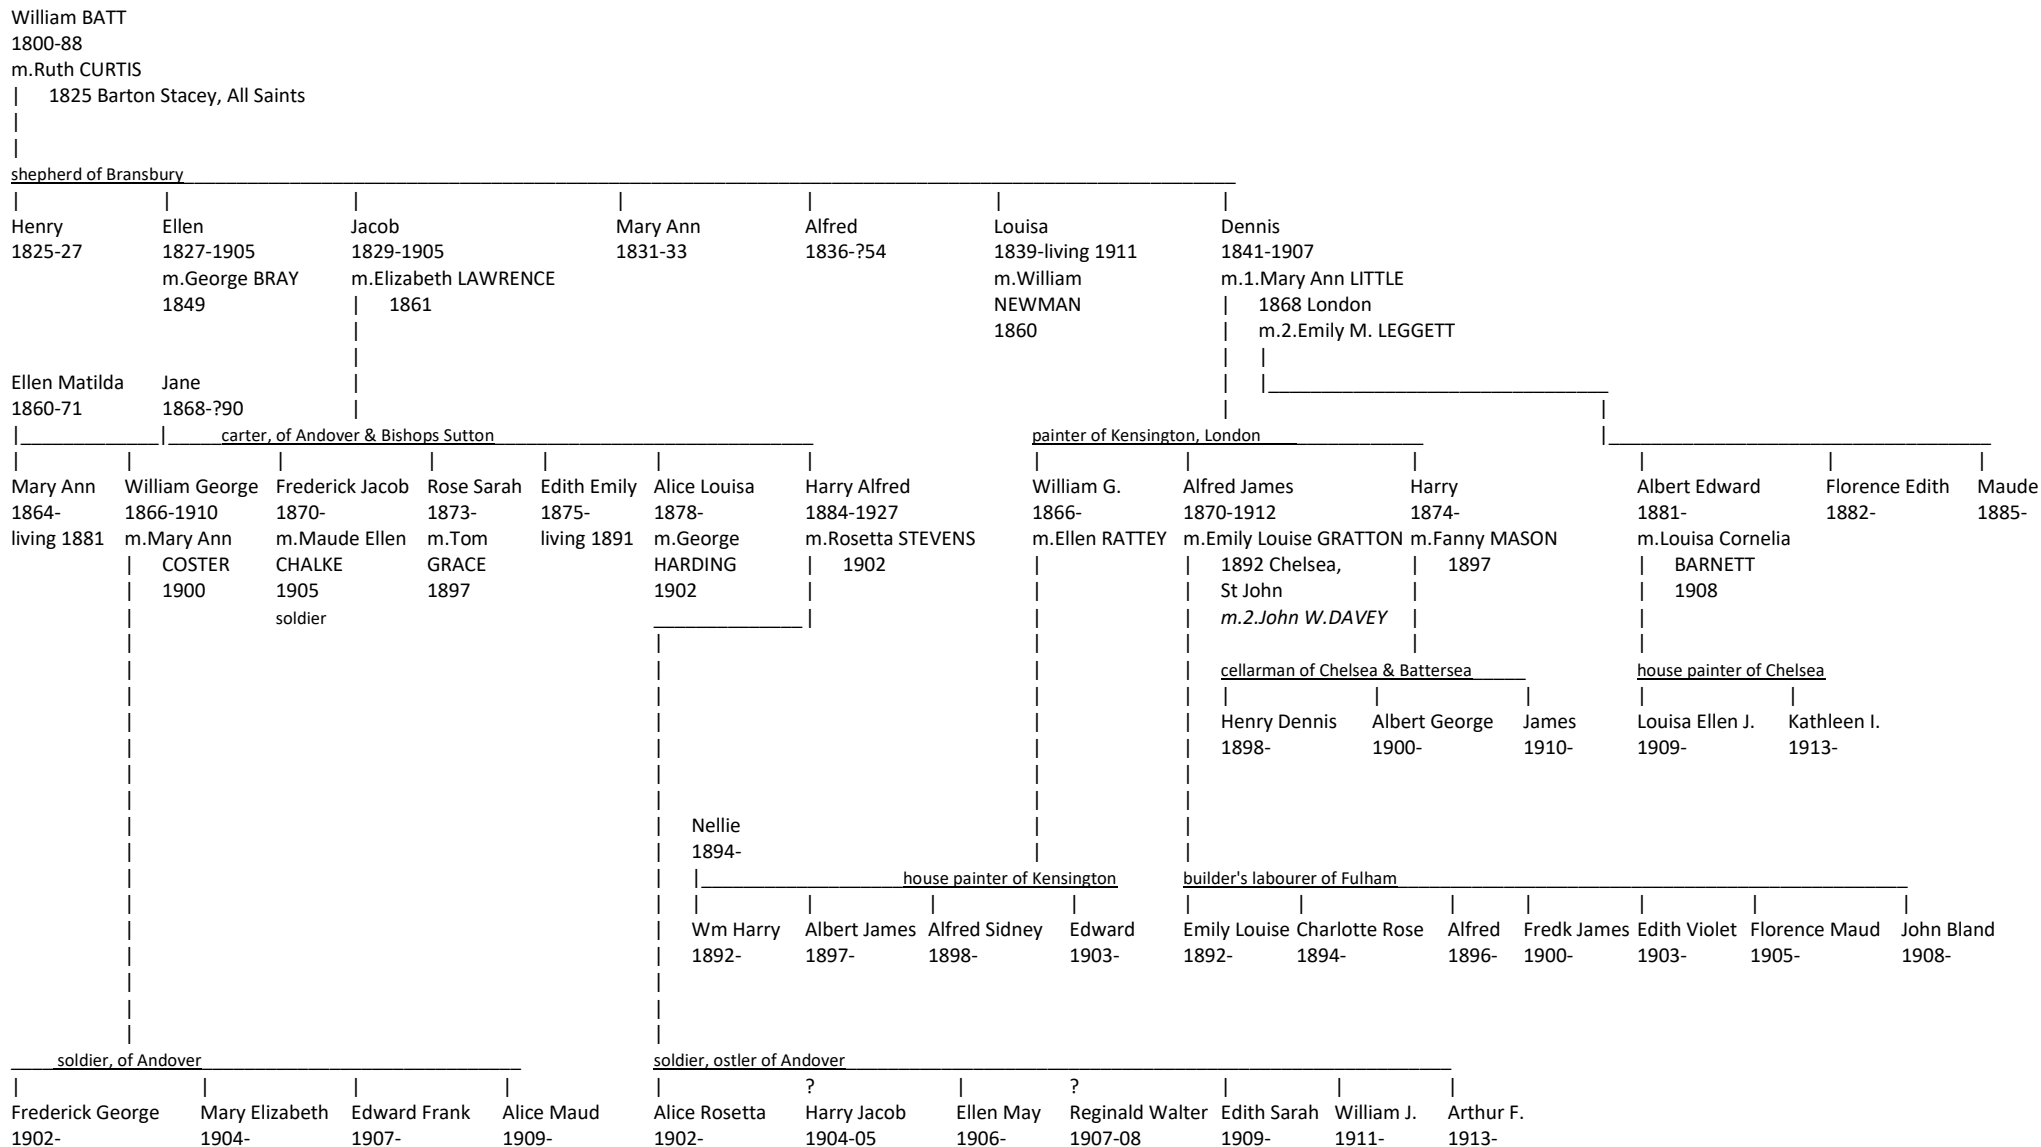 William BATT
1800-88
m.Ruth CURTIS
1825 Barton Stacey, All Saints
shepherd of Bransbury
Henry Ellen Jacob Mary Ann Alfred Louisa Dennis
1825-27 1827-1905 1829-1905 1831-33 1836-?54 1839-living 1911 1841-1907
m.George BRAY m.Elizabeth LAWRENCE m.William m.1.Mary Ann LITTLE
1849 1861 NEWMAN 1868 London
1860 m.2.Emily M. LEGGETT
Ellen Matilda Jane
1860-71 1868-?90
carter, of Andover & Bishops Sutton painter of Kensington, London
Mary Ann William George Frederick Jacob Rose Sarah Edith Emily Alice Louisa Harry Alfred William G. Alfred James Harry Albert Edward Florence Edith Maude
1864- 1866-1910 1870- 1873- 1875- 1878- 1884-1927 1866- 1870-1912 1874- 1881- 1882- 1885-
living 1881 m.Mary Ann m.Maude Ellen m.Tom living 1891 m.George m.Rosetta STEVENS m.Ellen RATTEY m.Emily Louise GRATTON m.Fanny MASON m.Louisa Cornelia
COSTER CHALKE GRACE HARDING 1902 1892 Chelsea, 1897 BARNETT
1900 1905 1897 1902 St John 1908
soldier m.2.John W.DAVEY
cellarman of Chelsea & Battersea house painter of Chelsea
Henry Dennis Albert George James Louisa Ellen J. Kathleen I.
1898- 1900- 1910- 1909- 1913-
Nellie
1894-
house painter of Kensington builder's labourer of Fulham
Wm Harry Albert James Alfred Sidney Edward Emily Louise Charlotte Rose Alfred Fredk James Edith Violet Florence Maud John Bland
1892- 1897- 1898- 1903- 1892- 1894- 1896- 1900- 1903- 1905- 1908-
soldier, of Andover soldier, ostler of Andover
? ?
Frederick George Mary Elizabeth Edward Frank Alice Maud Alice Rosetta Harry Jacob Ellen May Reginald Walter Edith Sarah William J. Arthur F.
1902- 1904- 1907- 1909- 1902- 1904-05 1906- 1907-08 1909- 1911- 1913-